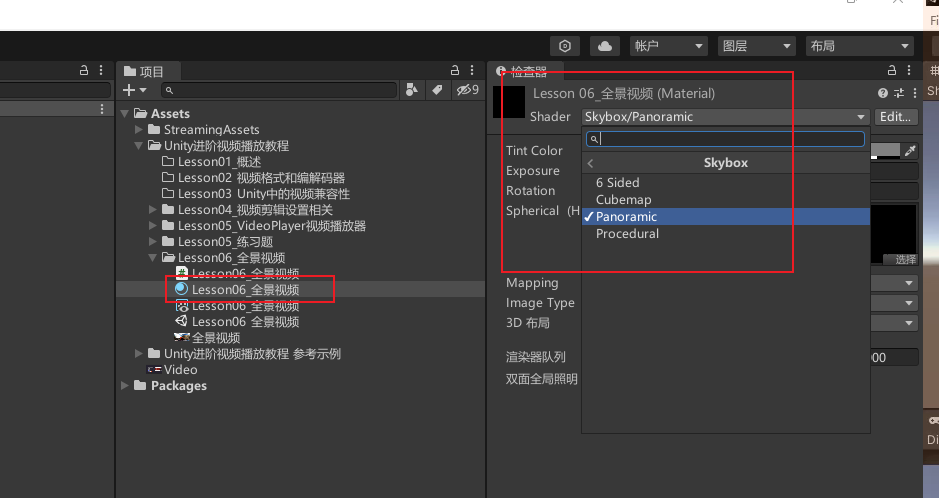 Fi
帐户
图层
布局
项目
检查器
9
Sh
Lesson 06_全景视频 (Material)
Shader
Skybox/Panoramic
Edit...
Assets
StreamingAssets
Unity进阶视频播放教程
Lesson01_概述
Lesson02 视频格式和编解码器
Lesson03 Unity中的视频兼容性
Lesson04_视频剪辑设置相关
Lesson05_VideoPlayer视频播放器
Lesson05_练习题
Lesson06_全景视频
Lesson06_全景视频
Lesson06_全景视频
Lesson06_全景视频
Lesson06 全景视频
全景视频
Unity进阶视频播放教程 参考示例
Video
Packages
Tint Color
Exposure
Rotation
Spherical (H
Skybox
6 Sided
Cubemap
Panoramic
Procedural
选择
Mapping
Image Type
3D 布局
渲染器队列
00
双面全局照明
Di